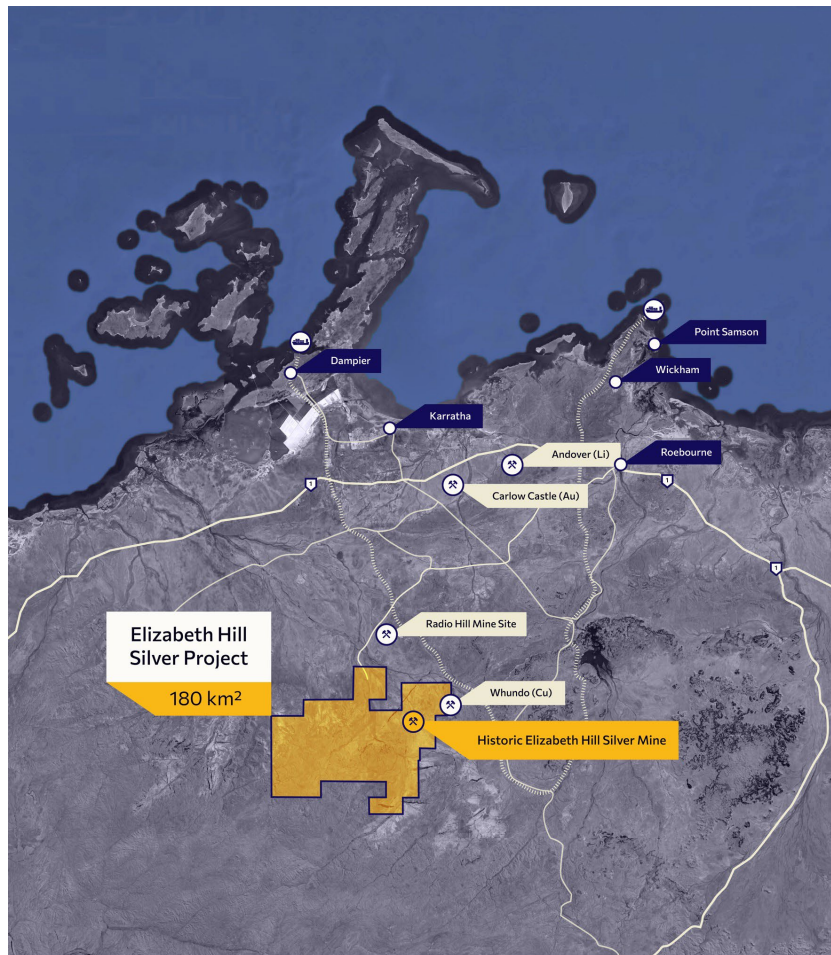 Point Samson
Dampier
Wickham
Karratha
Andover (Li)
Roebourne
1
1
Carlow Castle (Au)
1
Elizabeth Hill
Silver Project
180 km²
Radio Hill Mine Site
Whundo (Cu)
Historic Elizabeth Hill Silver Mine